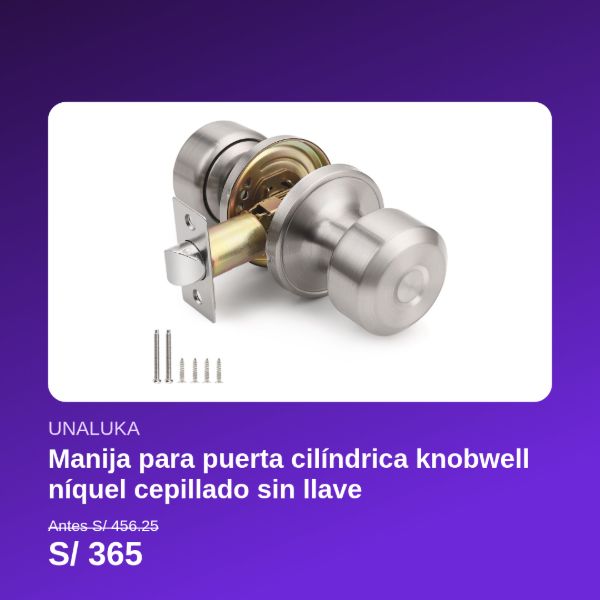 UNALUKA
Manija para puerta cilíndrica knobwell
níquel cepillado sin llave
Antes S/ 456.25
S/ 365